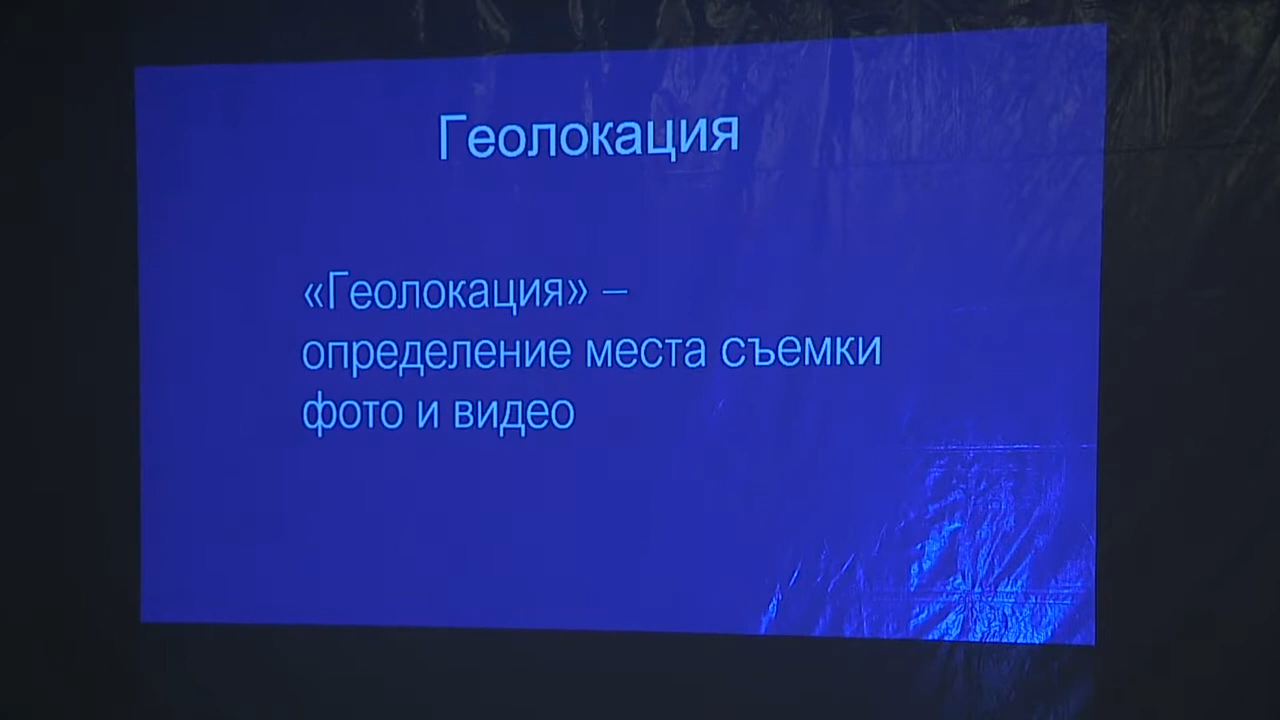 Геолокация
«Геолокация» –
определение места съемки
фото и видео